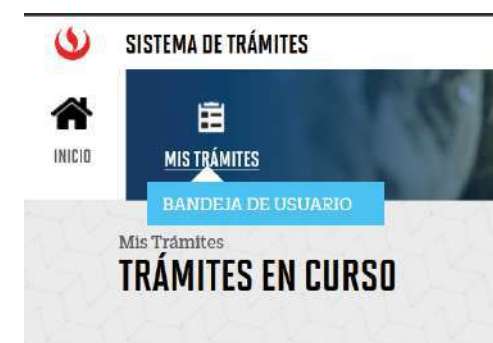 SISTEMA DE TRÁMITES
INICIO
MIS TRÁMITES
BANDEJA DE USUARIO
Mis Trámites
TRÁMITES EN CURSO